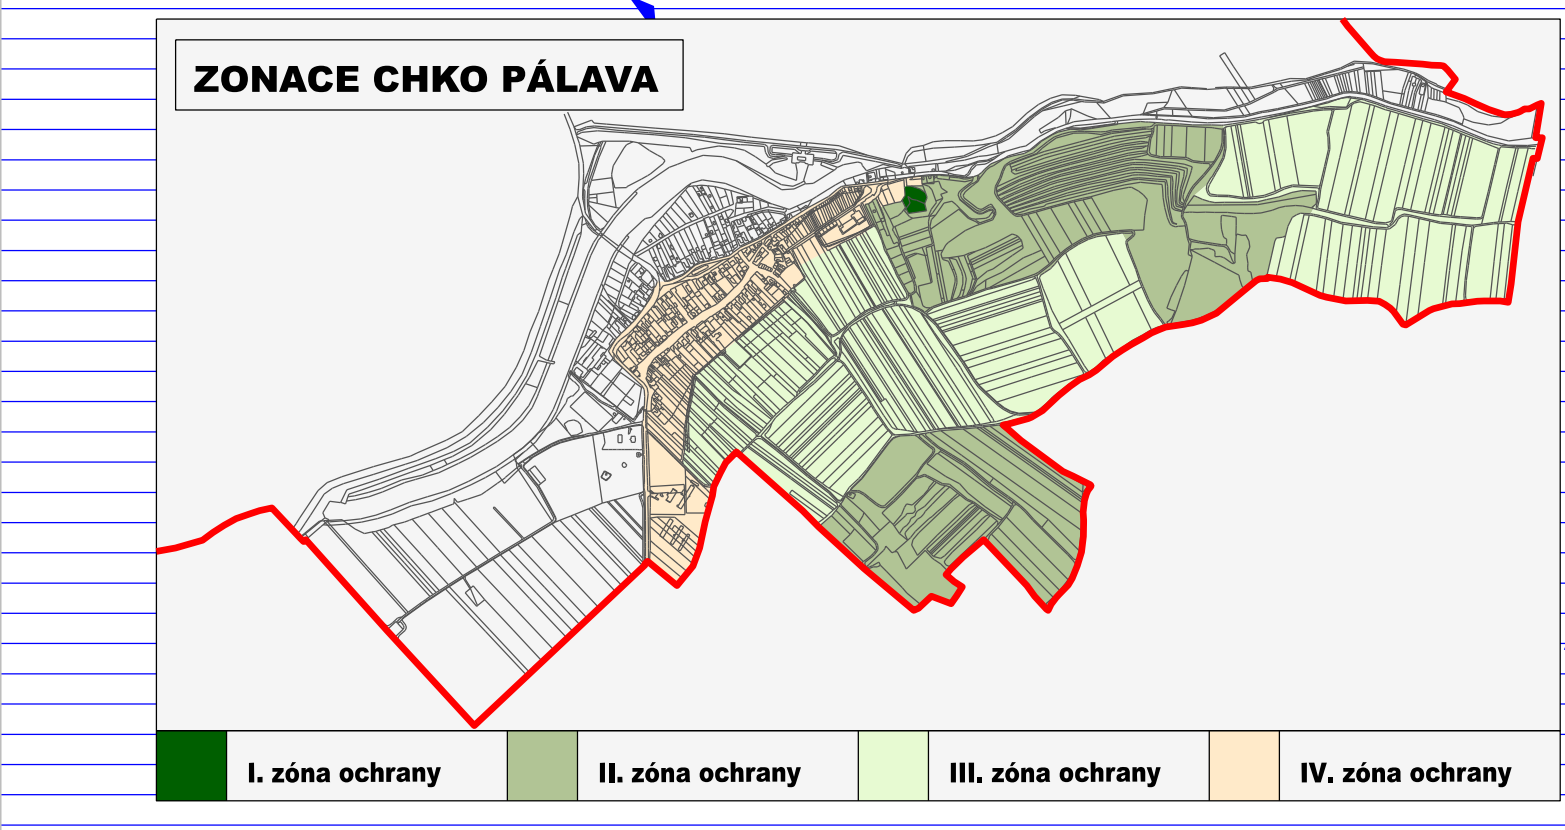 ZONACE CHKO PÁLAVA
I. zóna ochrany
II. zóna ochrany
III. zóna ochrany
IV. zóna ochrany